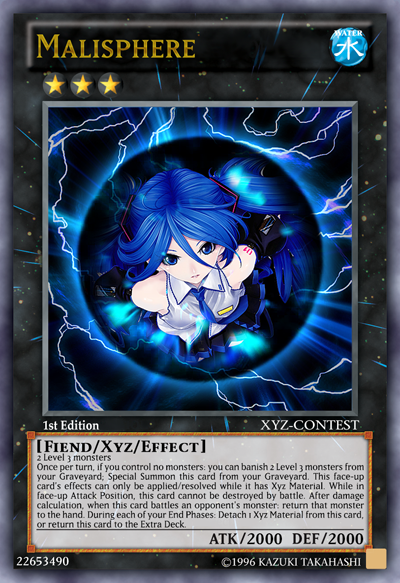 MALISPHERE
WATER
水
1st Edition
XYZ-CONTEST
[FIEND/XYZ/EFFECT]
2 Level 3 monsters
Once per turn, if you control no monsters: you can banish 2 Level 3 monsters from
your Graveyard; Special Summon this card from your Graveyard. This face-up
card's effects can only be applied/resolved while it has Xyz Material. While in
face-up Attack Position, this card cannot be destroyed by battle. After damage
calculation, when this card battles an opponent's monster: return that monster
to the hand. During each of your End Phases: Detach 1 Xyz Material from this card,
or return this card to the Extra Deck.
ATK/2000 DEF/2000
22653490
©1996 KAZUKI TAKAHASHI